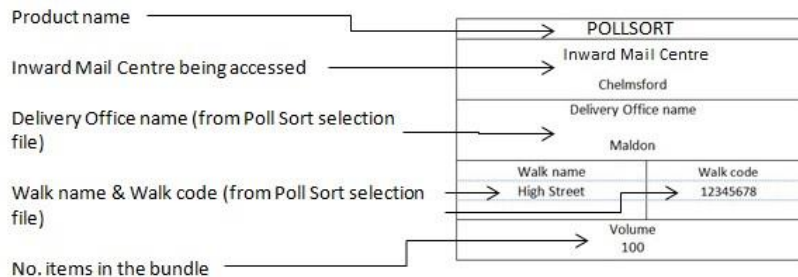 Product name
POLLSORT
Inward Mail Centre being accessed
Inward Mail Centre
Chelmsford
Delivery Office name (from Poll Sort selection
file)
Delivery Office name
Maldon
Walk name & Walk code (from Poll Sort selection
file)
Walk name
Walk code
High Street
12345678
No. items in the bundle
Volume
100